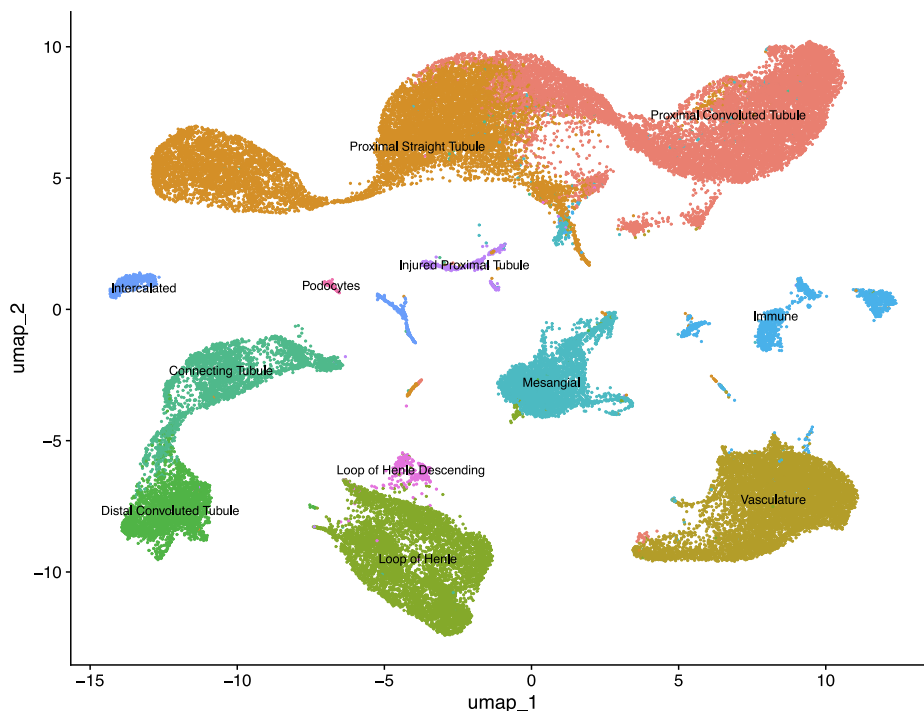 10
Proximal Convoluted Tubule
Proximal Straight Tubule
5
Injured Proximal Tubule
Intercalated
Podocytes
0
Immune
umap_2
Connecting Tubule
Mesangial
−5
Loop of Henle Descending
Vasculature
Distal Convoluted Tubule
Loop of Henle
−10
−15
−10
−5
0
5
10
umap_1